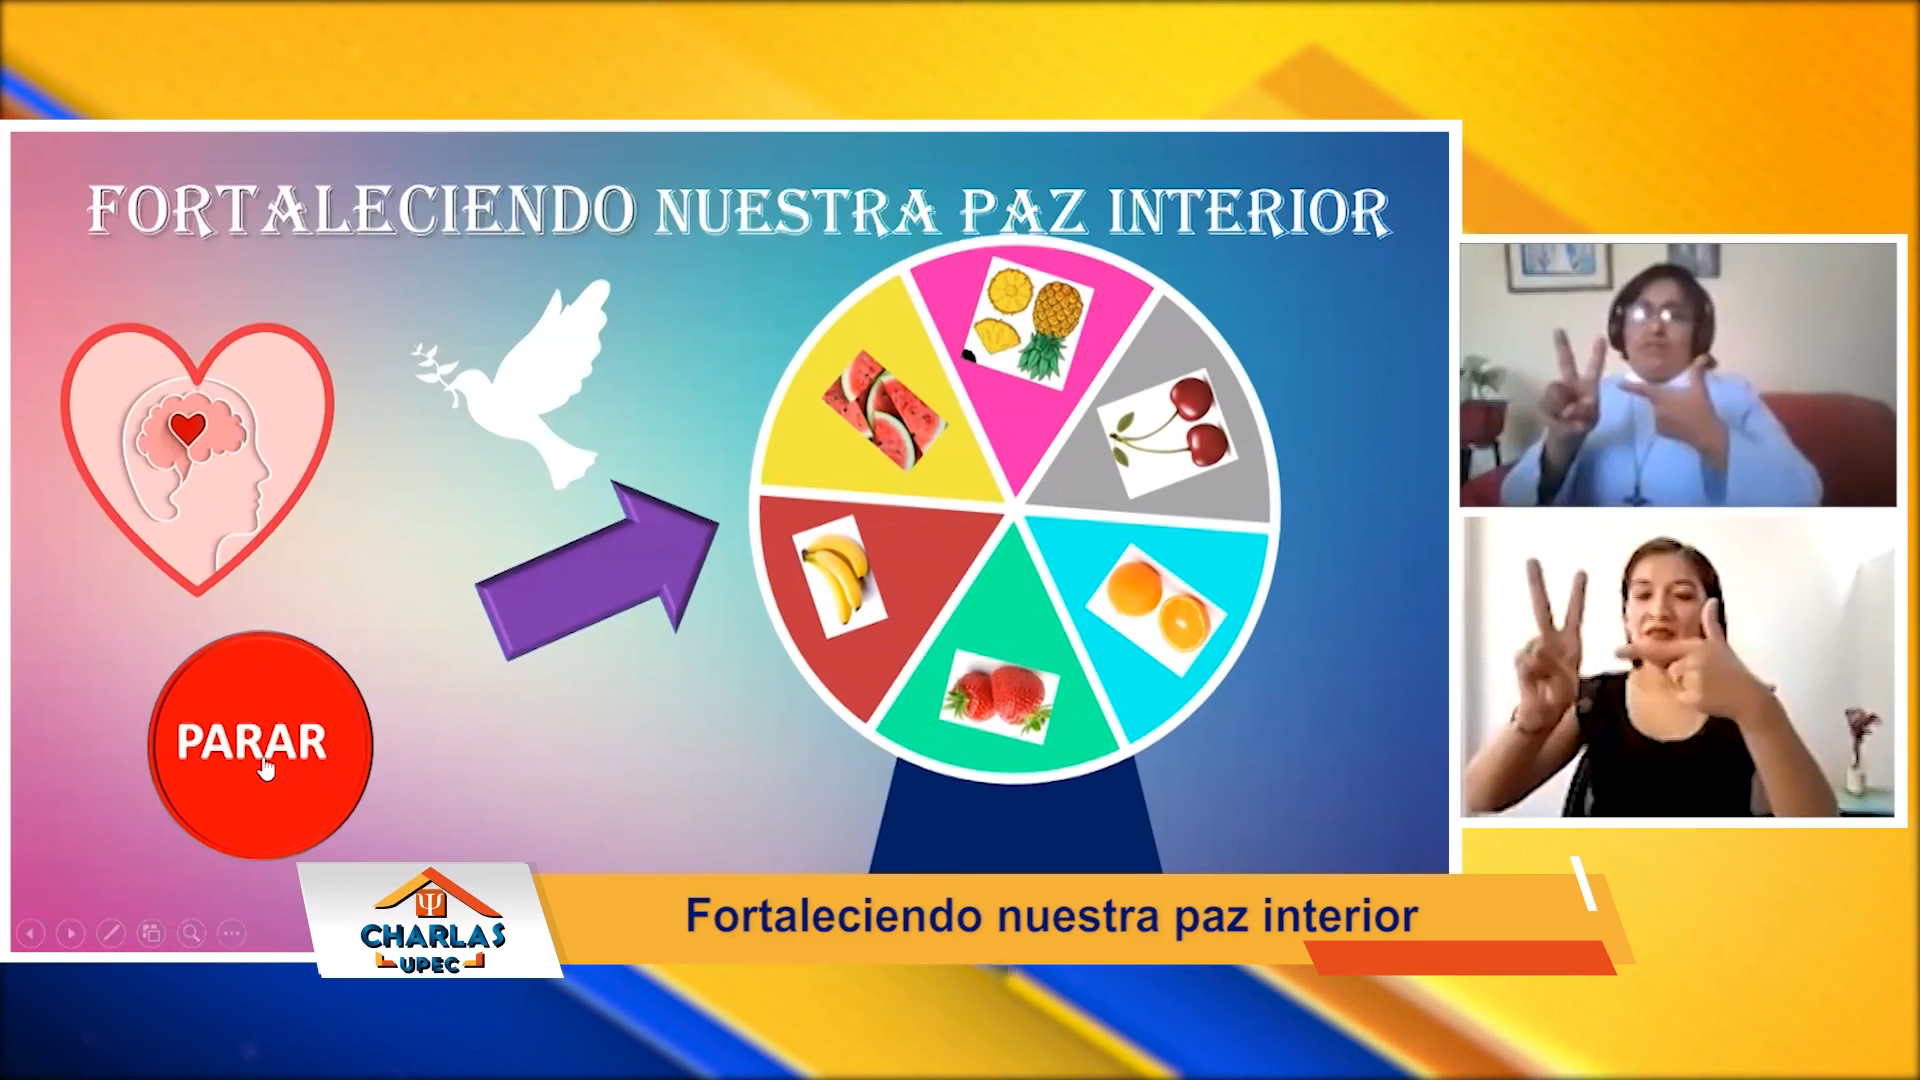 FORTALECIENDO NUESTRA PAZ INTERIOR
PARAR
Ψ
CHARLAS
UPEC
Fortaleciendo nuestra paz interior